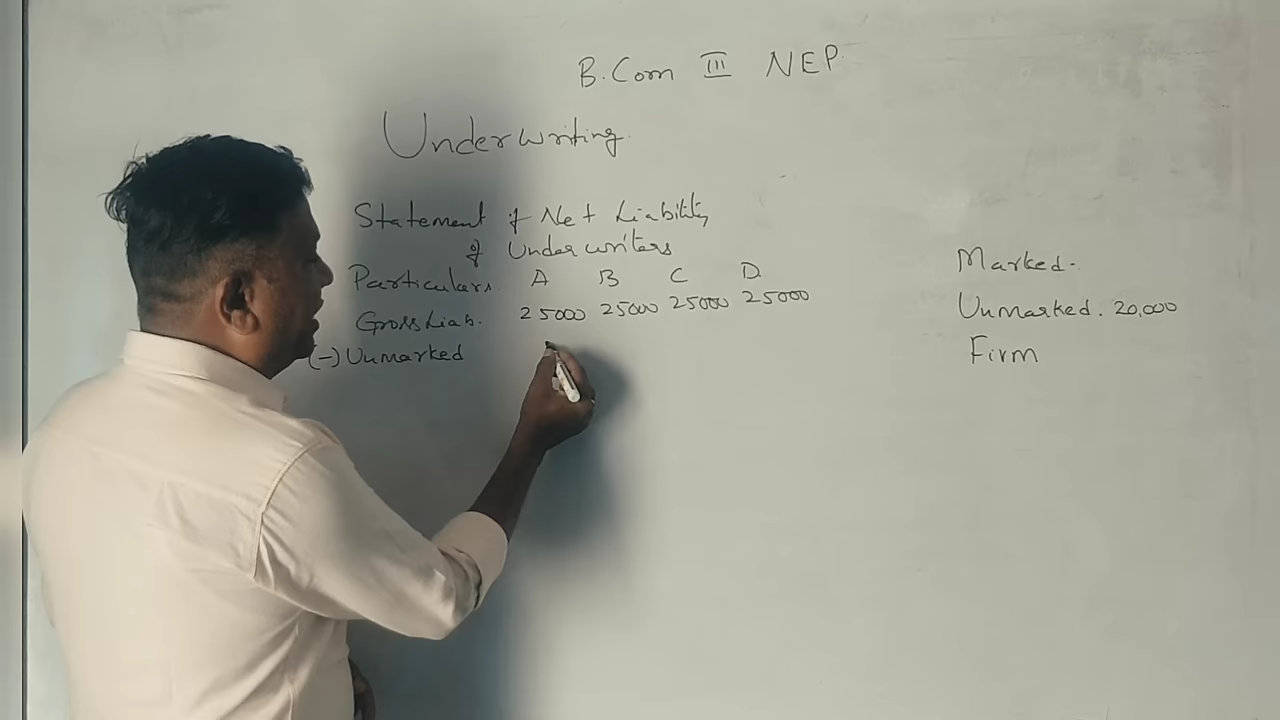 B.Com III NEP.
Underwriting.
Statement of Net Liability
of Underwriters
Particulars. A B C D.
Gross Liab. 25000 25000 25000 25000
(-) Unmarked
Marked.
Unmarked. 20,000
Firm